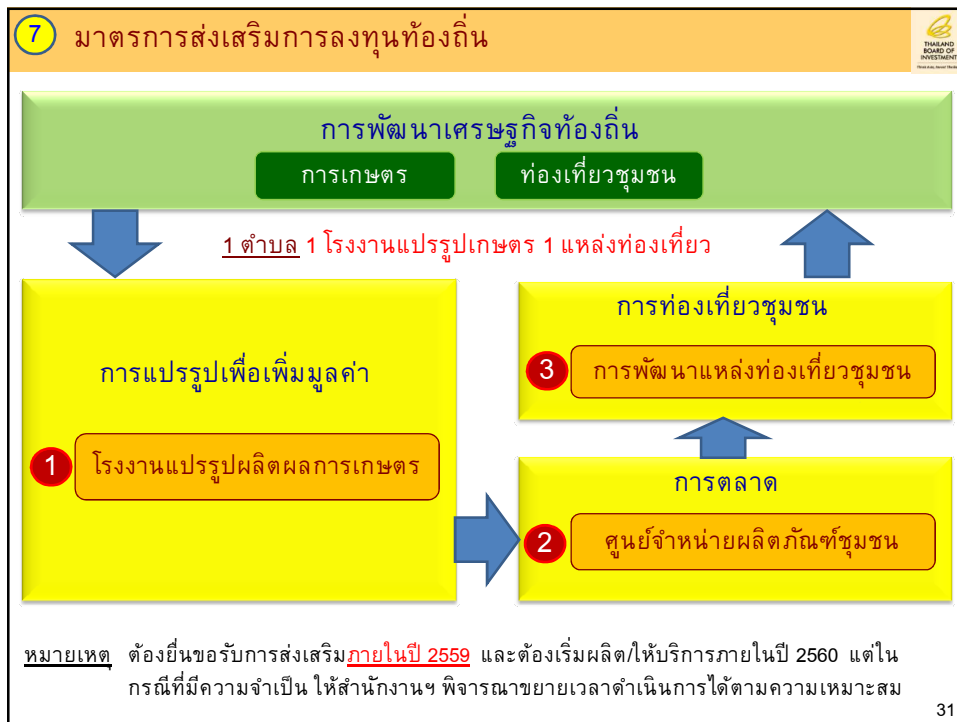 7 มาตรการส่งเสริมการลงทุนท้องถิ่น
THAILAND
BOARD OF
INVESTMENT
การพัฒนาเศรษฐกิจท้องถิ่น
การเกษตร ท่องเที่ยวชุมชน
1 ตำบล 1 โรงงานแปรรูปเกษตร 1 แหล่งท่องเที่ยว
การแปรรูปเพื่อเพิ่มมูลค่า
1 โรงงานแปรรูปผลิตผลการเกษตร
การท่องเที่ยวชุมชน
3 การพัฒนาแหล่งท่องเที่ยวชุมชน
การตลาด
2 ศูนย์จำหน่ายผลิตภัณฑ์ชุมชน
หมายเหตุ ต้องยื่นขอรับการส่งเสริมภายในปี 2559 และต้องเริ่มผลิต/ให้บริการภายในปี 2560 แต่ใน
กรณีที่มีความจำเป็น ให้สำนักงานฯ พิจารณาขยายเวลาดำเนินการได้ตามความเหมาะสม
31